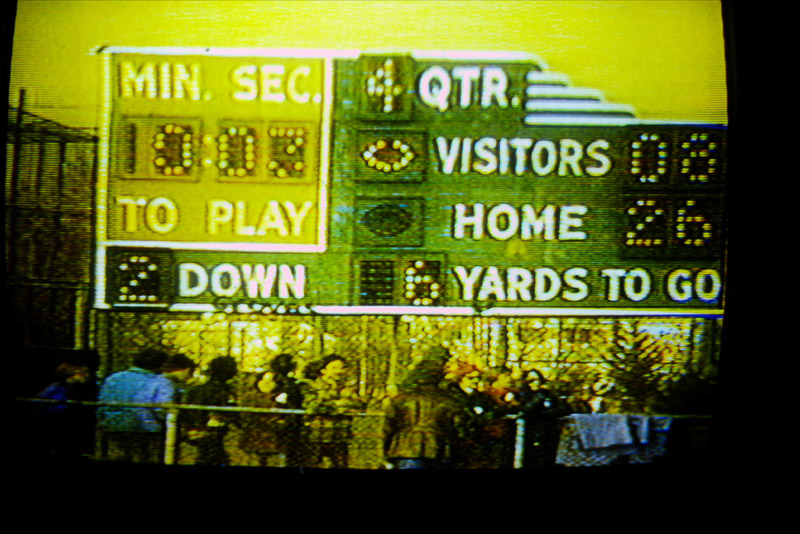 MIN. SEC.
10:03
TO PLAY
4 QTR.
VISITORS 08
HOME 26
2 DOWN
6 YARDS TO GO